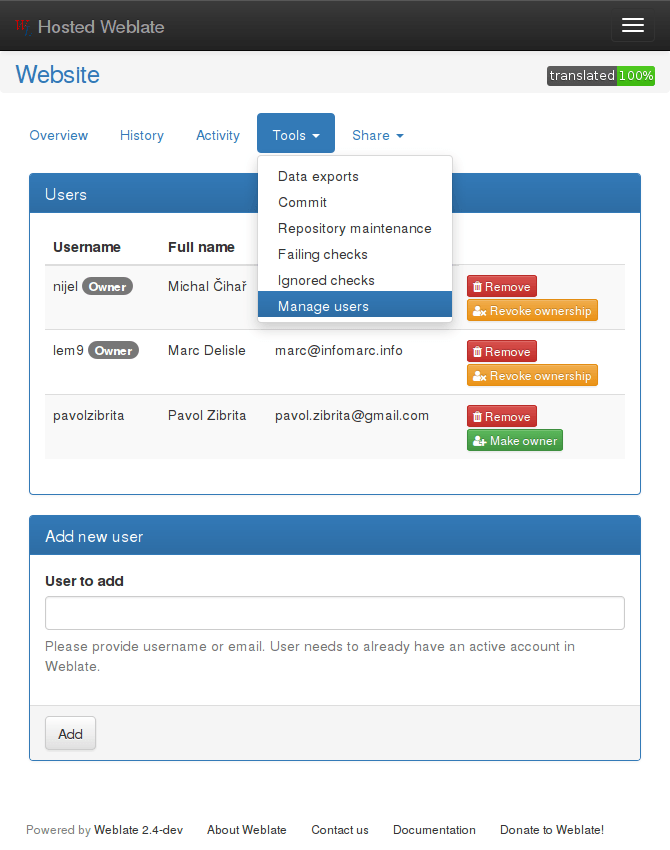 Hosted Weblate
Website
translated 100%
Overview History Activity Tools Share
Data exports
Commit
Repository maintenance
Failing checks
Ignored checks
Manage users
Users
Username Full name
nijel Owner Michal Čihař Remove
Revoke ownership
lem9 Owner Marc Delisle marc@infomarc.info Remove
Revoke ownership
pavolzibrita Pavol Zibrita pavol.zibrita@gmail.com Remove
Make owner
Add new user
User to add
Please provide username or email. User needs to already have an active account in
Weblate.
Add
Powered by Weblate 2.4-dev About Weblate Contact us Documentation Donate to Weblate!